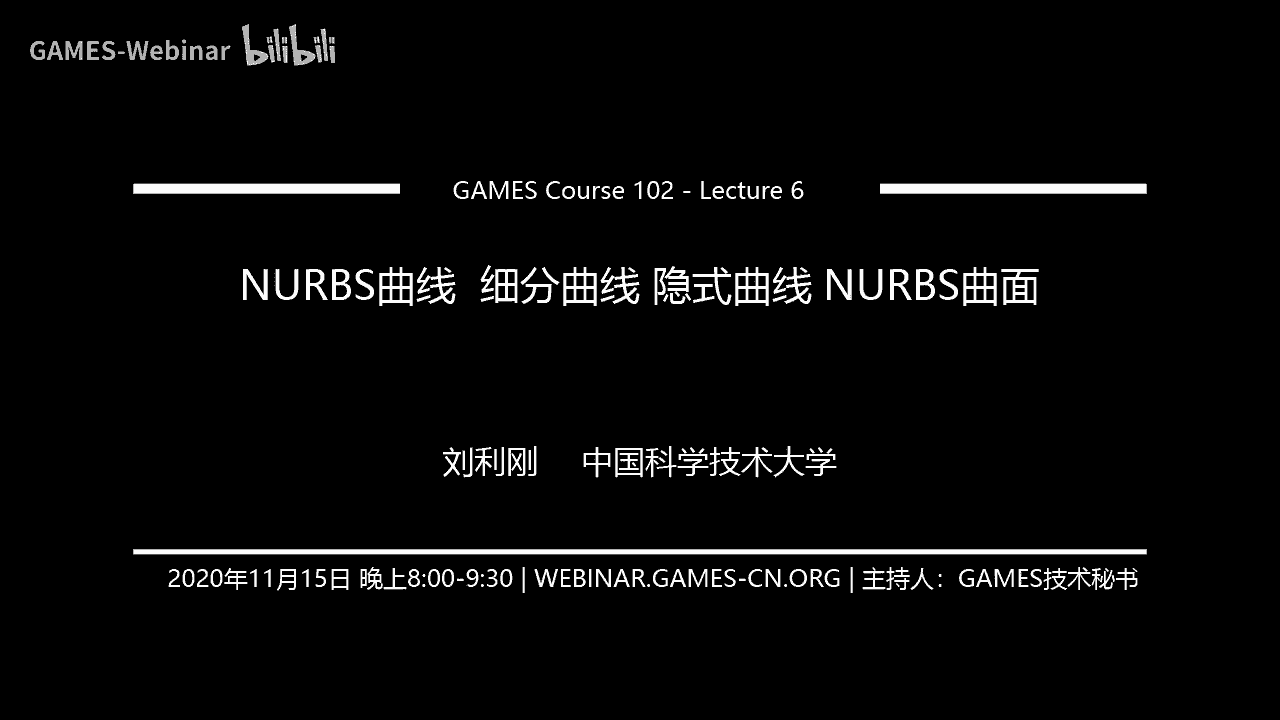 GAMES-Webinar bilibili
GAMES Course 102 - Lecture 6
NURBS曲线 细分曲线 隐式曲线 NURBS曲面
刘利刚 中国科学技术大学
2020年11月15日 晚上8:00-9:30 | WEBINAR.GAMES-CN.ORG | 主持人：GAMES技术秘书